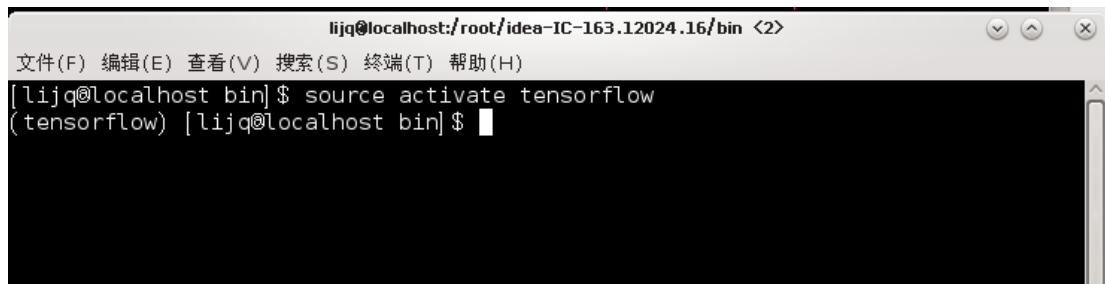 lijq@localhost:/root/idea-IC-163.12024.16/bin <2>
文件(F) 编辑(E) 查看(V) 搜索(S) 终端(T) 帮助(H)
[lijq@localhost bin]$ source activate tensorflow
(tensorflow) [lijq@localhost bin]$